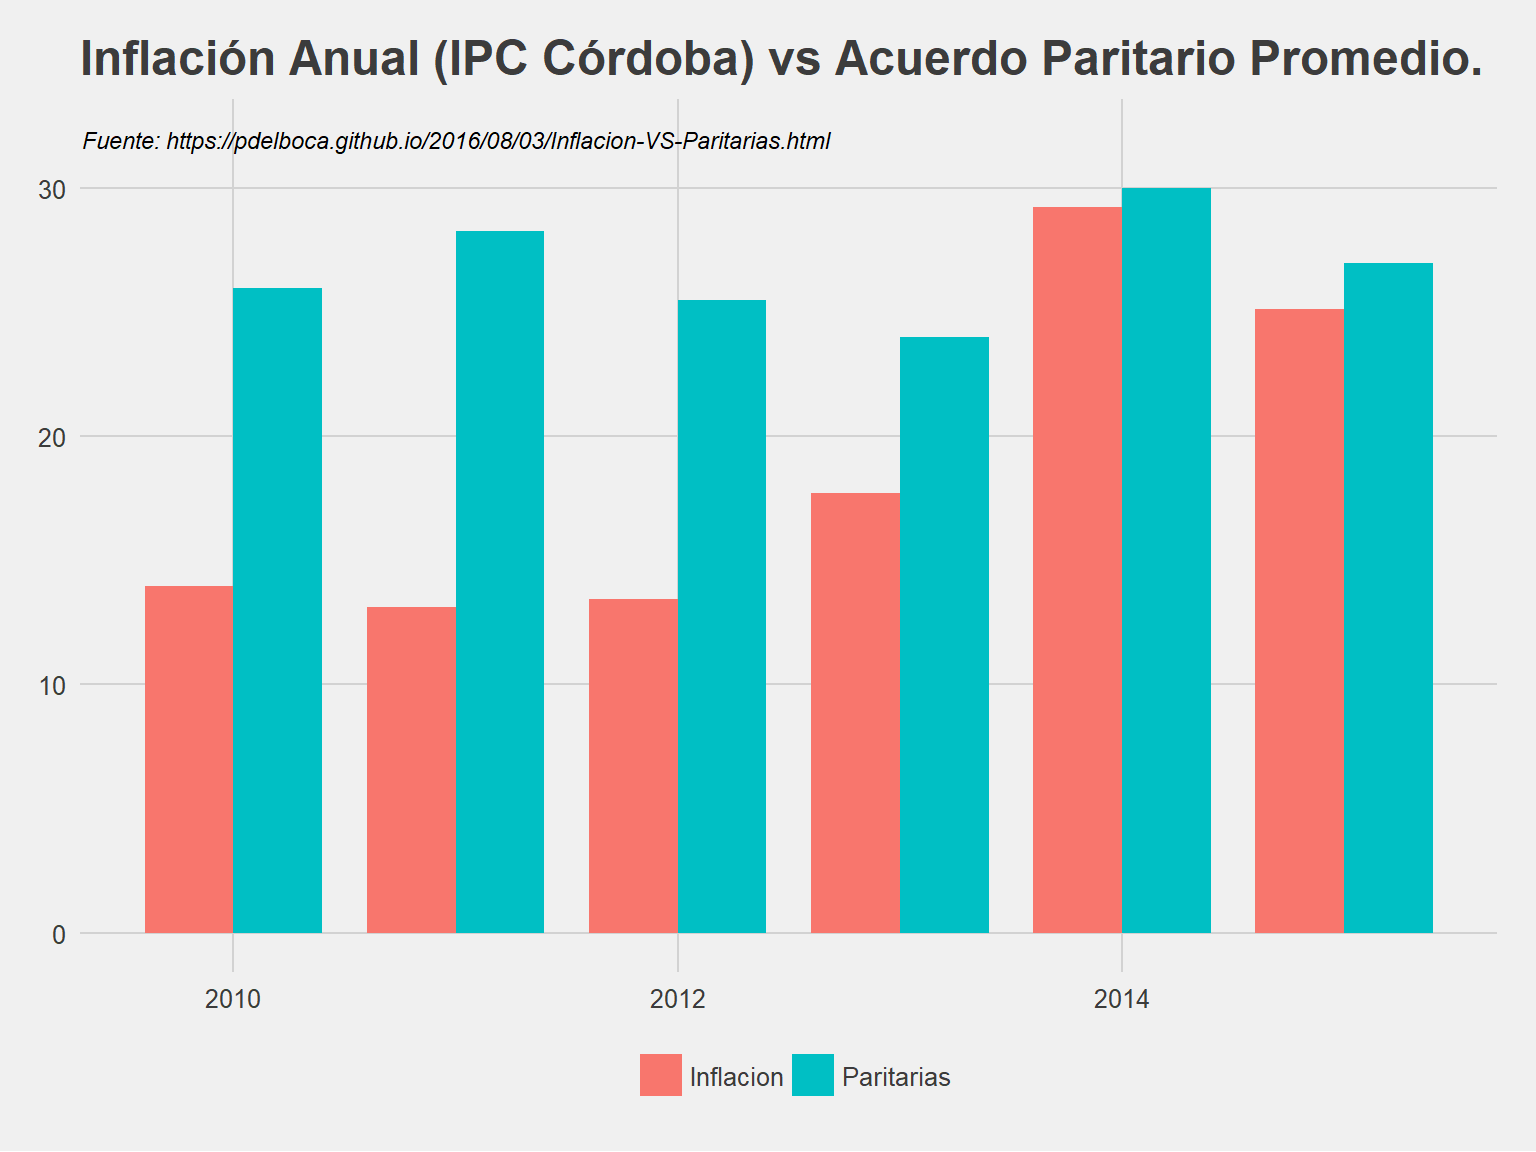 Inflación Anual (IPC Córdoba) vs Acuerdo Paritario Promedio.
Fuente: https://pdelboca.github.io/2016/08/03/Inflacion-VS-Paritarias.html
30
20
10
0
2010 2012 2014
Inflacion Paritarias